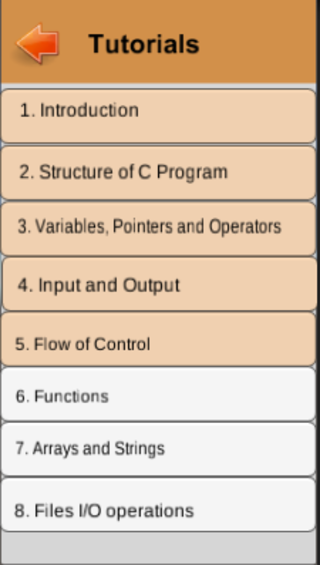 Tutorials
1. Introduction
2. Structure of C Program
3. Variables, Pointers and Operators
4. Input and Output
5. Flow of Control
6. Functions
7. Arrays and Strings
8. Files I/O operations